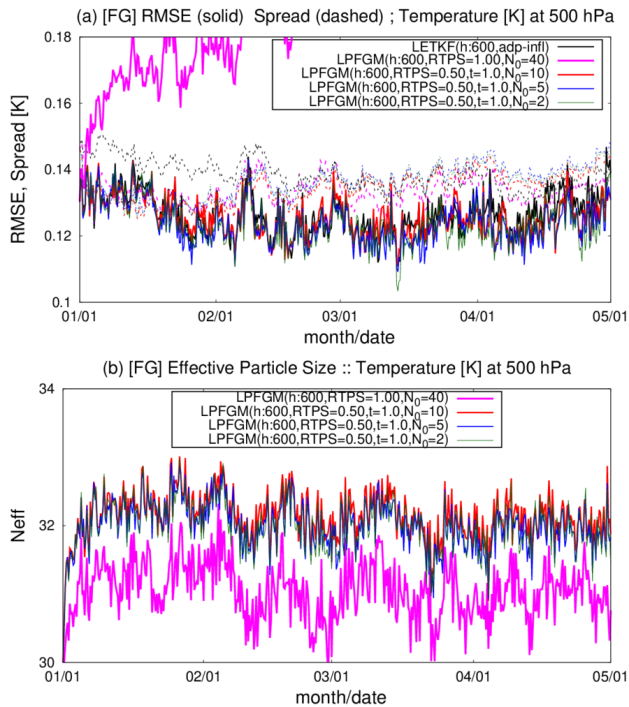 (a) [FG] RMSE (solid) Spread (dashed) ; Temperature [K] at 500 hPa
0.18
LETKF(h:600,adp-infl)
LPFGM(h:600,RTPS=1.00,N₀=40)
LPFGM(h:600,RTPS=0.50,t=1.0,N₀=10)
LPFGM(h:600,RTPS=0.50,t=1.0,N₀=5)
LPFGM(h:600,RTPS=0.50,t=1.0,N₀=2)
0.16
0.14
0.12
0.1
RMSE, Spread [K]
01/01 02/01 03/01 04/01 05/01
month/date
(b) [FG] Effective Particle Size :: Temperature [K] at 500 hPa
34
LPFGM(h:600,RTPS=1.00,N₀=40)
LPFGM(h:600,RTPS=0.50,t=1.0,N₀=10)
LPFGM(h:600,RTPS=0.50,t=1.0,N₀=5)
LPFGM(h:600,RTPS=0.50,t=1.0,N₀=2)
32
30
Neff
01/01 02/01 03/01 04/01 05/01
month/date